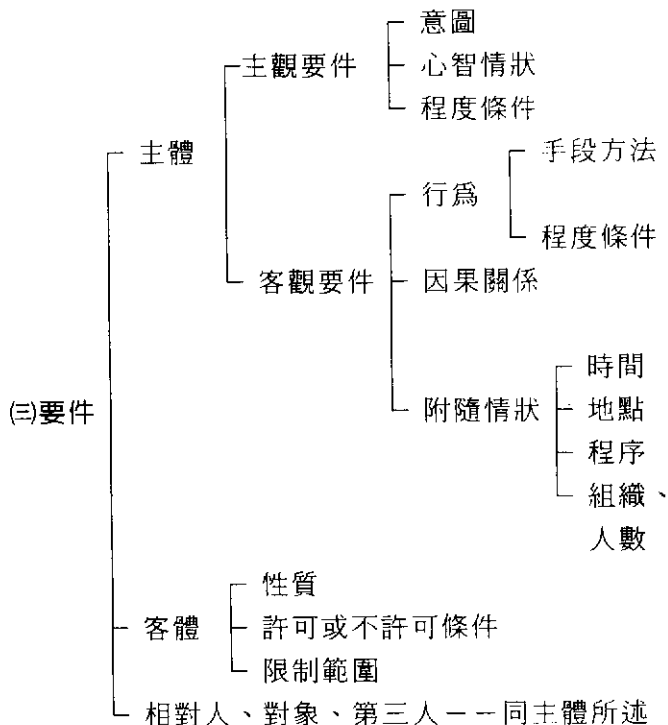 意圖
主觀要件
心智情狀
程度條件
主體
手段方法
行爲
程度條件
客觀要件
因果關係
時間
㈢要件
附隨情狀
地點
程序
組織、
人數
性質
客體
許可或不許可條件
限制範圍
相對人、對象、第三人－－同主體所述